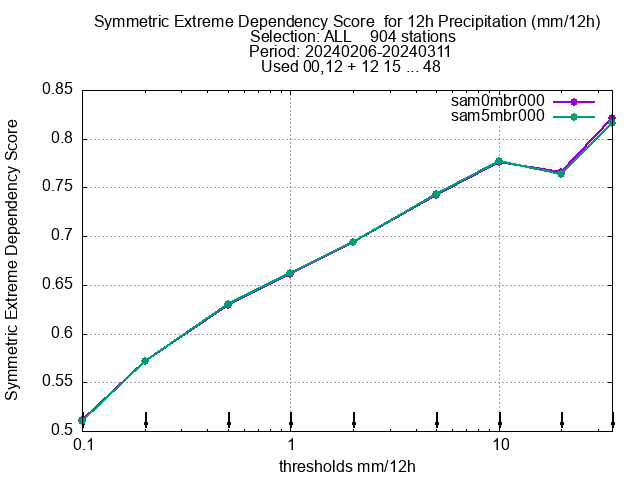 Symmetric Extreme Dependency Score  for 12h Precipitation (mm/12h)
Selection: ALL    904 stations
Period: 20240206-20240311
Used 00,12 + 12 15 ... 48
sam0mbr000
sam5mbr000
Symmetric Extreme Dependency Score
0.85
0.8
0.75
0.7
0.65
0.6
0.55
0.5
0.1 1 10
thresholds mm/12h